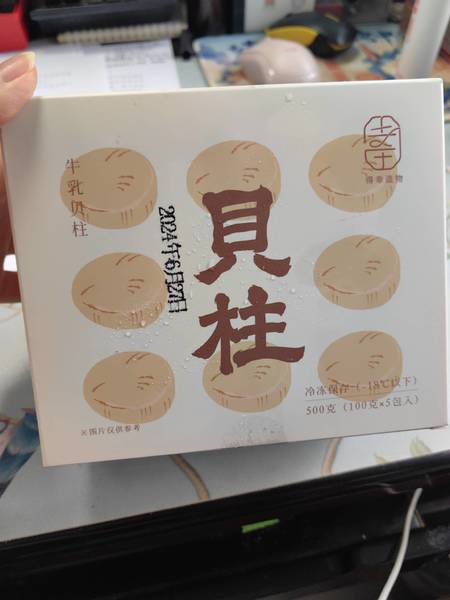 牛乳贝柱
2024年6月27日
貝柱
冷冻保存(-18℃以下)
500克(100克×5包入)
※图片仅供参考